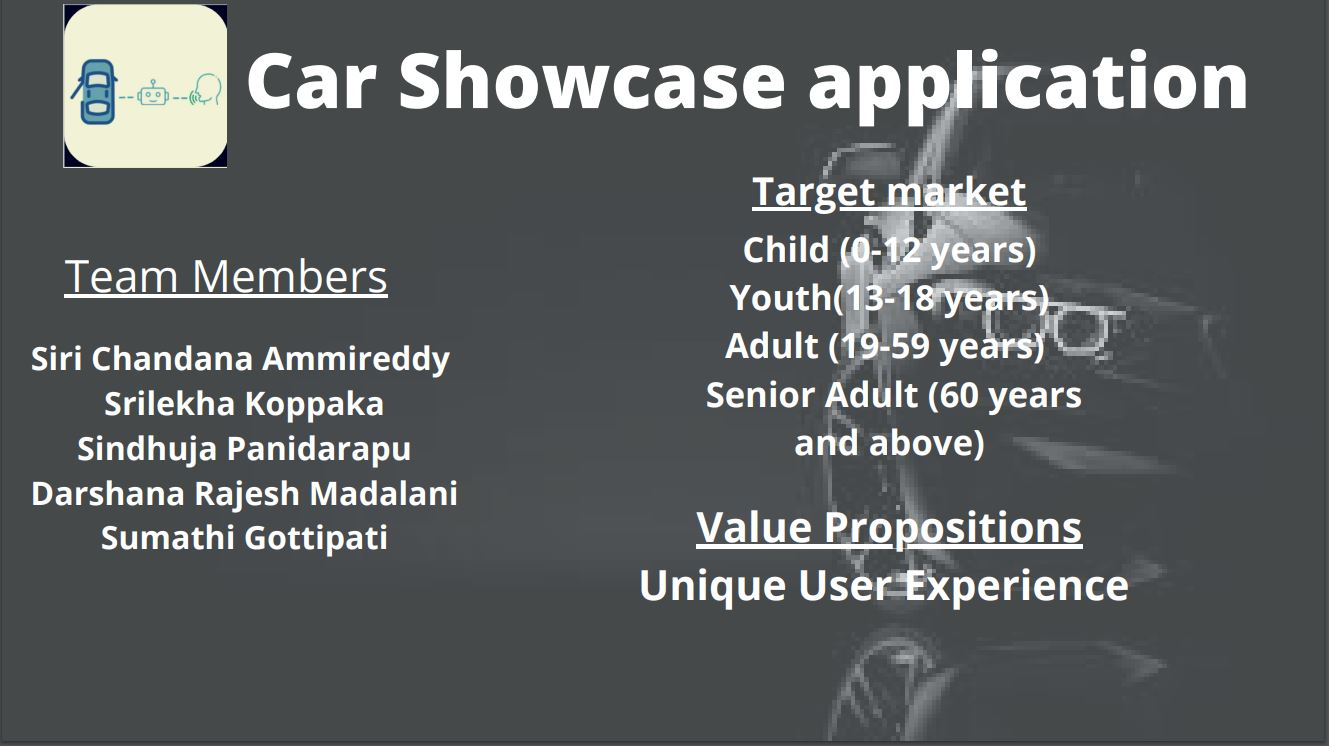 Car Showcase application
Team Members
Siri Chandana Ammireddy
Srilekha Koppaka
Sindhuja Panidarapu
Darshana Rajesh Madalani
Sumathi Gottipati
Target market
Child (0-12 years)
Youth(13-18 years)
Adult (19-59 years)
Senior Adult (60 years
and above)
Value Propositions
Unique User Experience